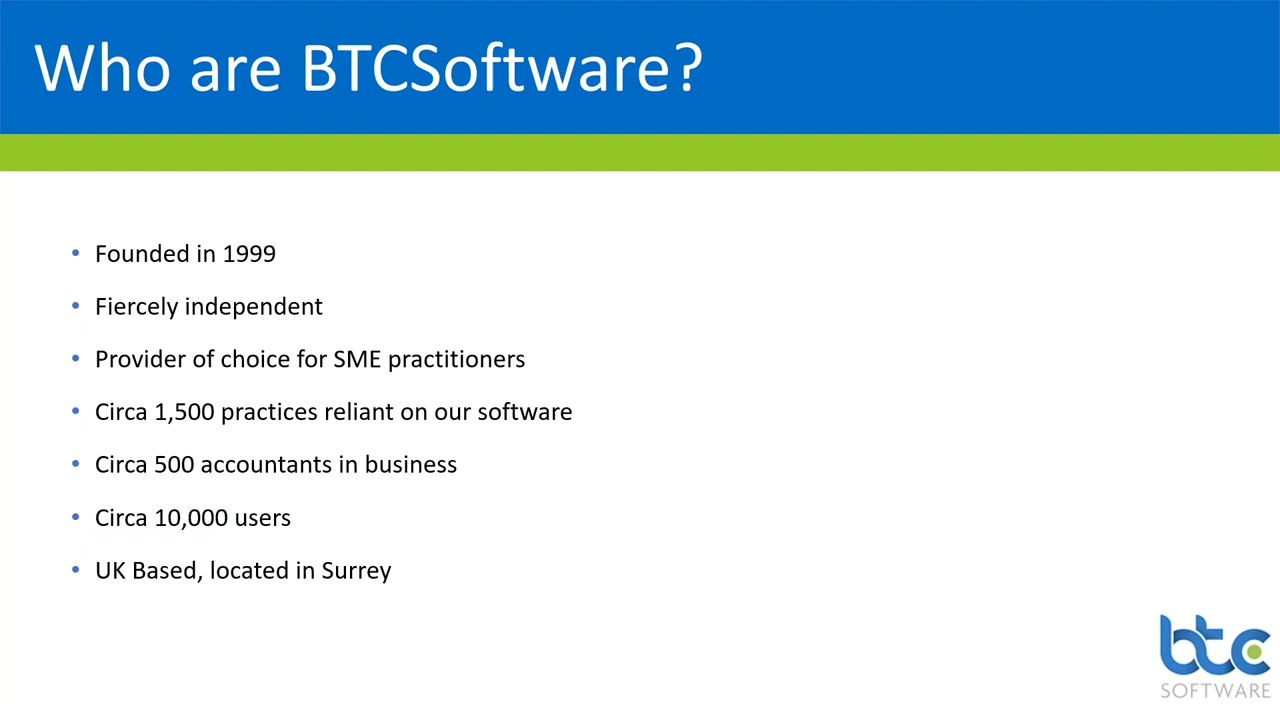 Who are BTCSoftware?
• Founded in 1999
• Fiercely independent
• Provider of choice for SME practitioners
• Circa 1,500 practices reliant on our software
• Circa 500 accountants in business
• Circa 10,000 users
• UK Based, located in Surrey
btc
SOFTWARE